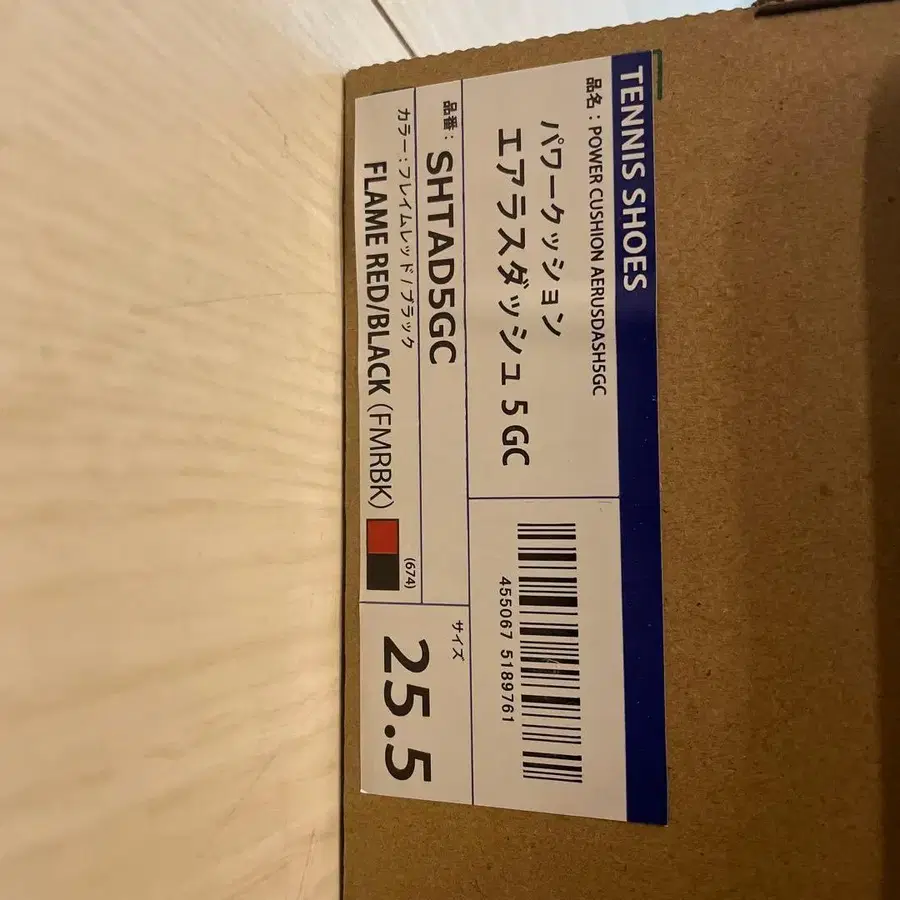 TENNIS SHOES
品名：POWER CUSHION AERUSDASH5GC
パワークッション
エアラスダッシュ5GC
455067 5189761
品番：SHTAD5GC
カラー：フレイムレッド/ブラック
FLAME RED/BLACK (FMRBK)
(674)
サイズ
25.5